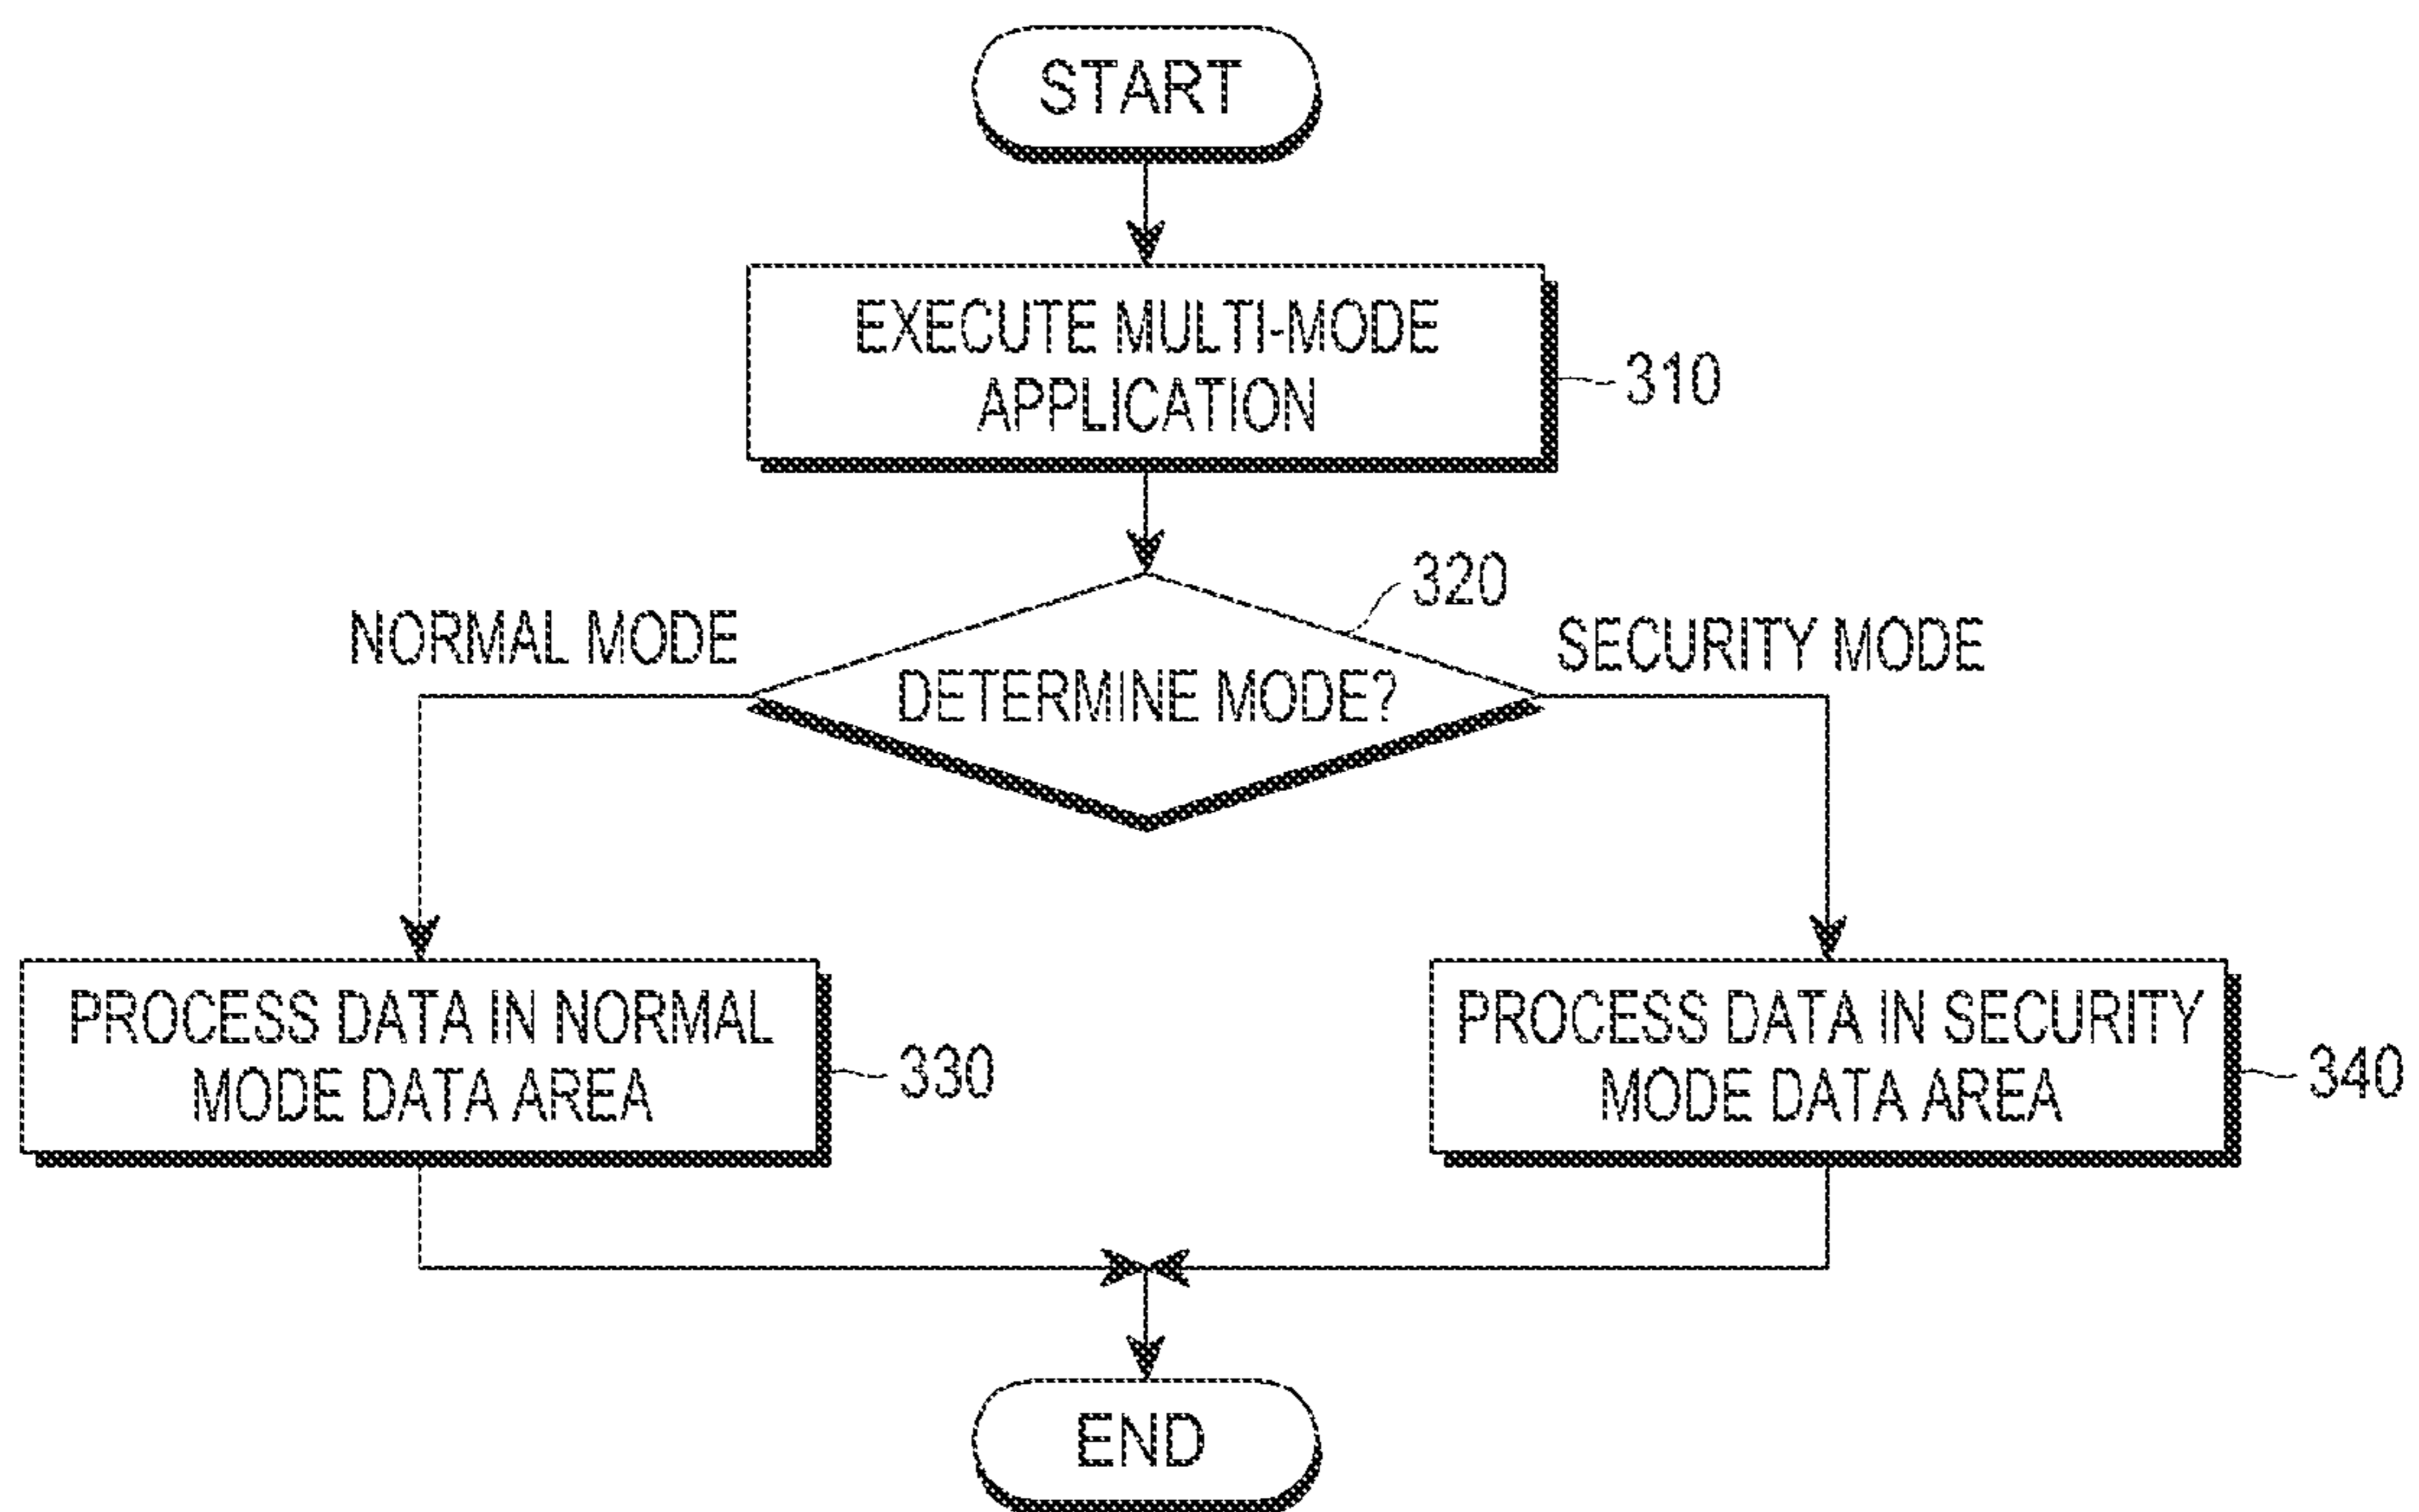 START
EXECUTE MULTI-MODE
APPLICATION
310
320
NORMAL MODE
SECURITY MODE
DETERMINE MODE?
PROCESS DATA IN NORMAL
MODE DATA AREA
330
PROCESS DATA IN SECURITY
MODE DATA AREA
340
END